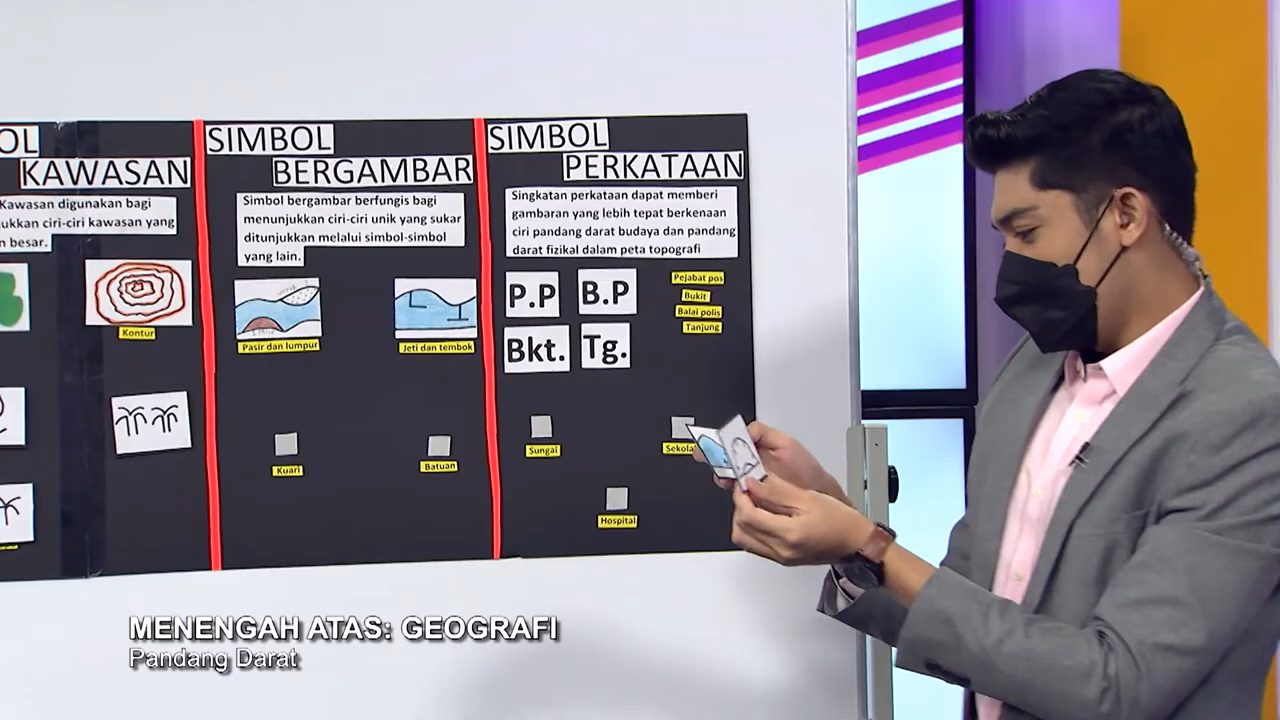 OL
KAWASAN
Kawasan digunakan bagi
ukkan ciri-ciri kawasan yang
n besar.
Kontur
SIMBOL
BERGAMBAR
Simbol bergambar berfungsi bagi
menunjukkan ciri-ciri unik yang sukar
ditunjukkan melalui simbol-simbol
yang lain.
Pasir dan lumpur
Jeti dan tembok
Kuari
Batuan
SIMBOL
PERKATAAN
Singkatan perkataan dapat memberi
gambaran yang lebih tepat berkenaan
ciri pandang darat budaya dan pandang
darat fizikal dalam peta topografi
P.P
B.P
Bkt.
Tg.
Pejabat pos
Bukit
Balai polis
Tanjung
Sungai
Sekola
Hospital
MENENGAH ATAS: GEOGRAFI
Pandang Darat